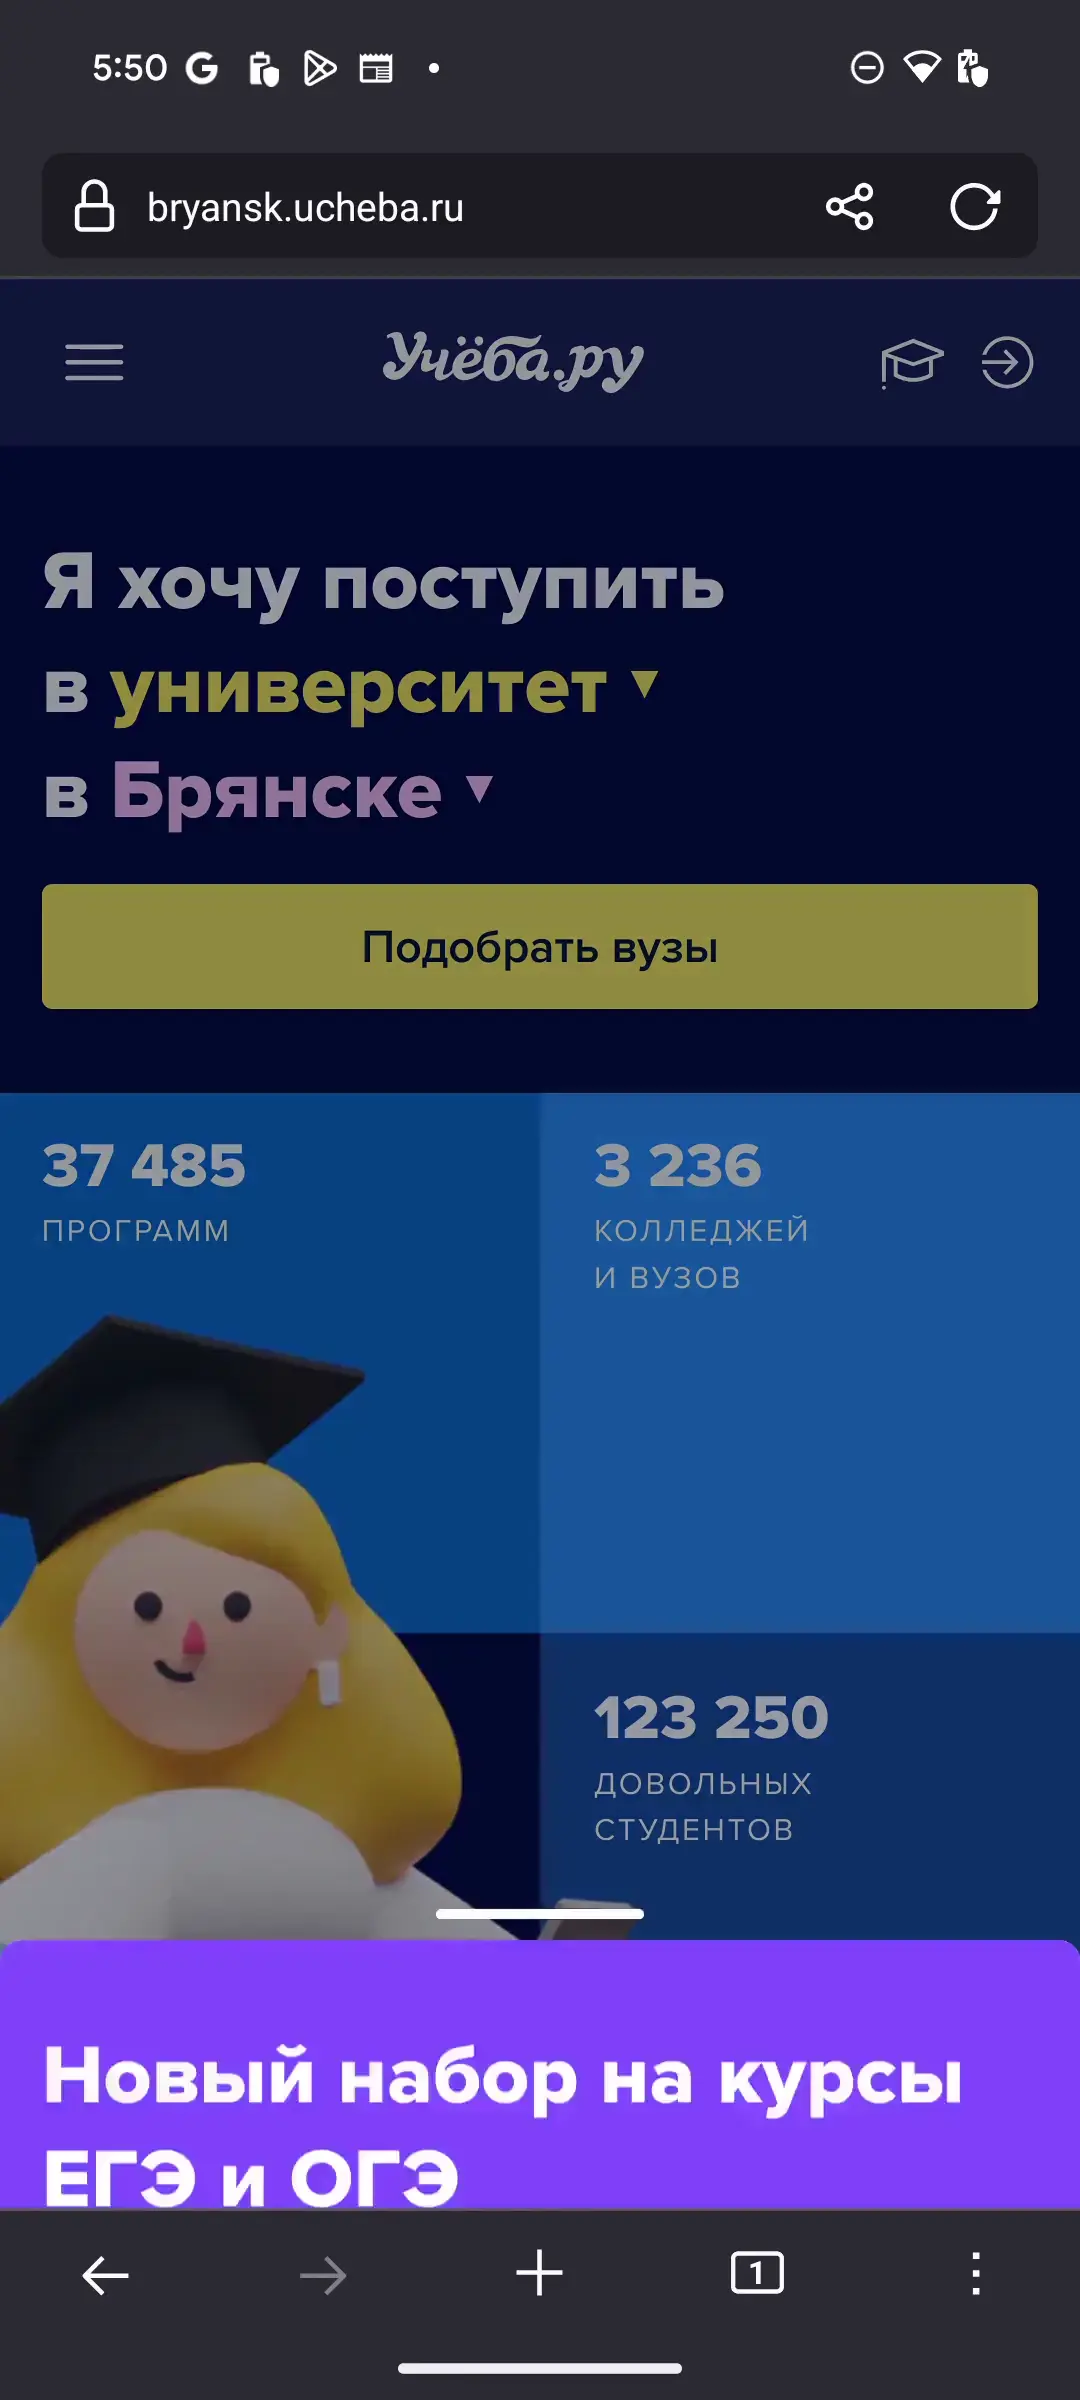 5:50
bryansk.ucheba.ru
Учёба.ру
Я хочу поступить
в университет ▼
в Брянске ▼
Подобрать вузы
37 485
ПРОГРАММ
3 236
КОЛЛЕДЖЕЙ
И ВУЗОВ
123 250
ДОВОЛЬНЫХ
СТУДЕНТОВ
Новый набор на курсы
ЕГЭ и ОГЭ
1